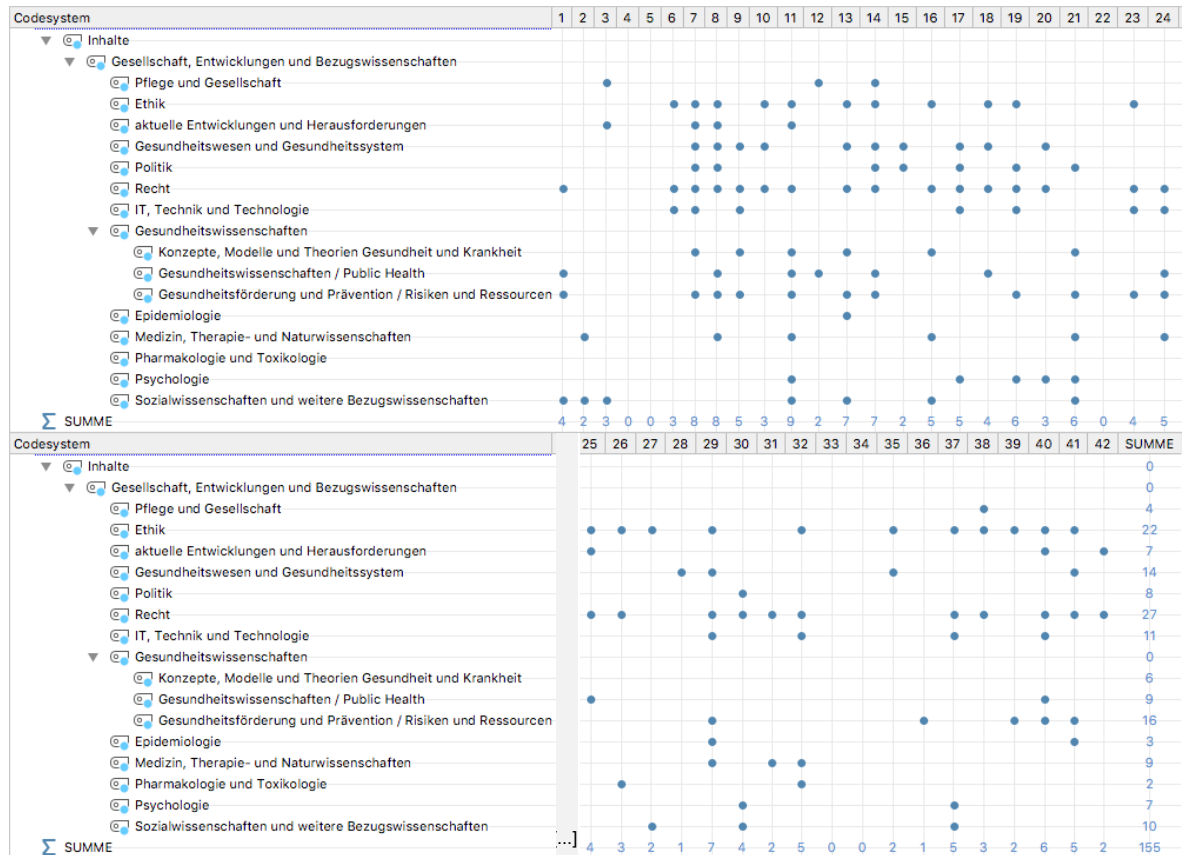 Codesystem 1 2 3 4 5 6 7 8 9 10 11 12 13 14 15 16 17 18 19 20 21 22 23 24
Inhalte
Gesellschaft, Entwicklungen und Bezugswissenschaften
Pflege und Gesellschaft
Ethik
aktuelle Entwicklungen und Herausforderungen
Gesundheitswesen und Gesundheitssystem
Politik
Recht
IT, Technik und Technologie
Gesundheitswissenschaften
Konzepte, Modelle und Theorien Gesundheit und Krankheit
Gesundheitswissenschaften / Public Health
Gesundheitsförderung und Prävention / Risiken und Ressourcen
Epidemiologie
Medizin, Therapie- und Naturwissenschaften
Pharmakologie und Toxikologie
Psychologie
Sozialwissenschaften und weitere Bezugswissenschaften
Σ SUMME 4 2 3 0 0 3 8 8 5 3 9 2 7 7 2 5 5 4 6 3 6 0 4 5
Codesystem 25 26 27 28 29 30 31 32 33 34 35 36 37 38 39 40 41 42 SUMME
Inhalte 0
Gesellschaft, Entwicklungen und Bezugswissenschaften 0
Pflege und Gesellschaft 4
Ethik 22
aktuelle Entwicklungen und Herausforderungen 7
Gesundheitswesen und Gesundheitssystem 14
Politik 8
Recht 27
IT, Technik und Technologie 11
Gesundheitswissenschaften 0
Konzepte, Modelle und Theorien Gesundheit und Krankheit 6
Gesundheitswissenschaften / Public Health 9
Gesundheitsförderung und Prävention / Risiken und Ressourcen 16
Epidemiologie 3
Medizin, Therapie- und Naturwissenschaften 9
Pharmakologie und Toxikologie 2
Psychologie 7
Sozialwissenschaften und weitere Bezugswissenschaften 10
Σ SUMME [...] 4 3 2 1 7 4 2 5 0 0 2 1 5 3 2 6 5 2 155